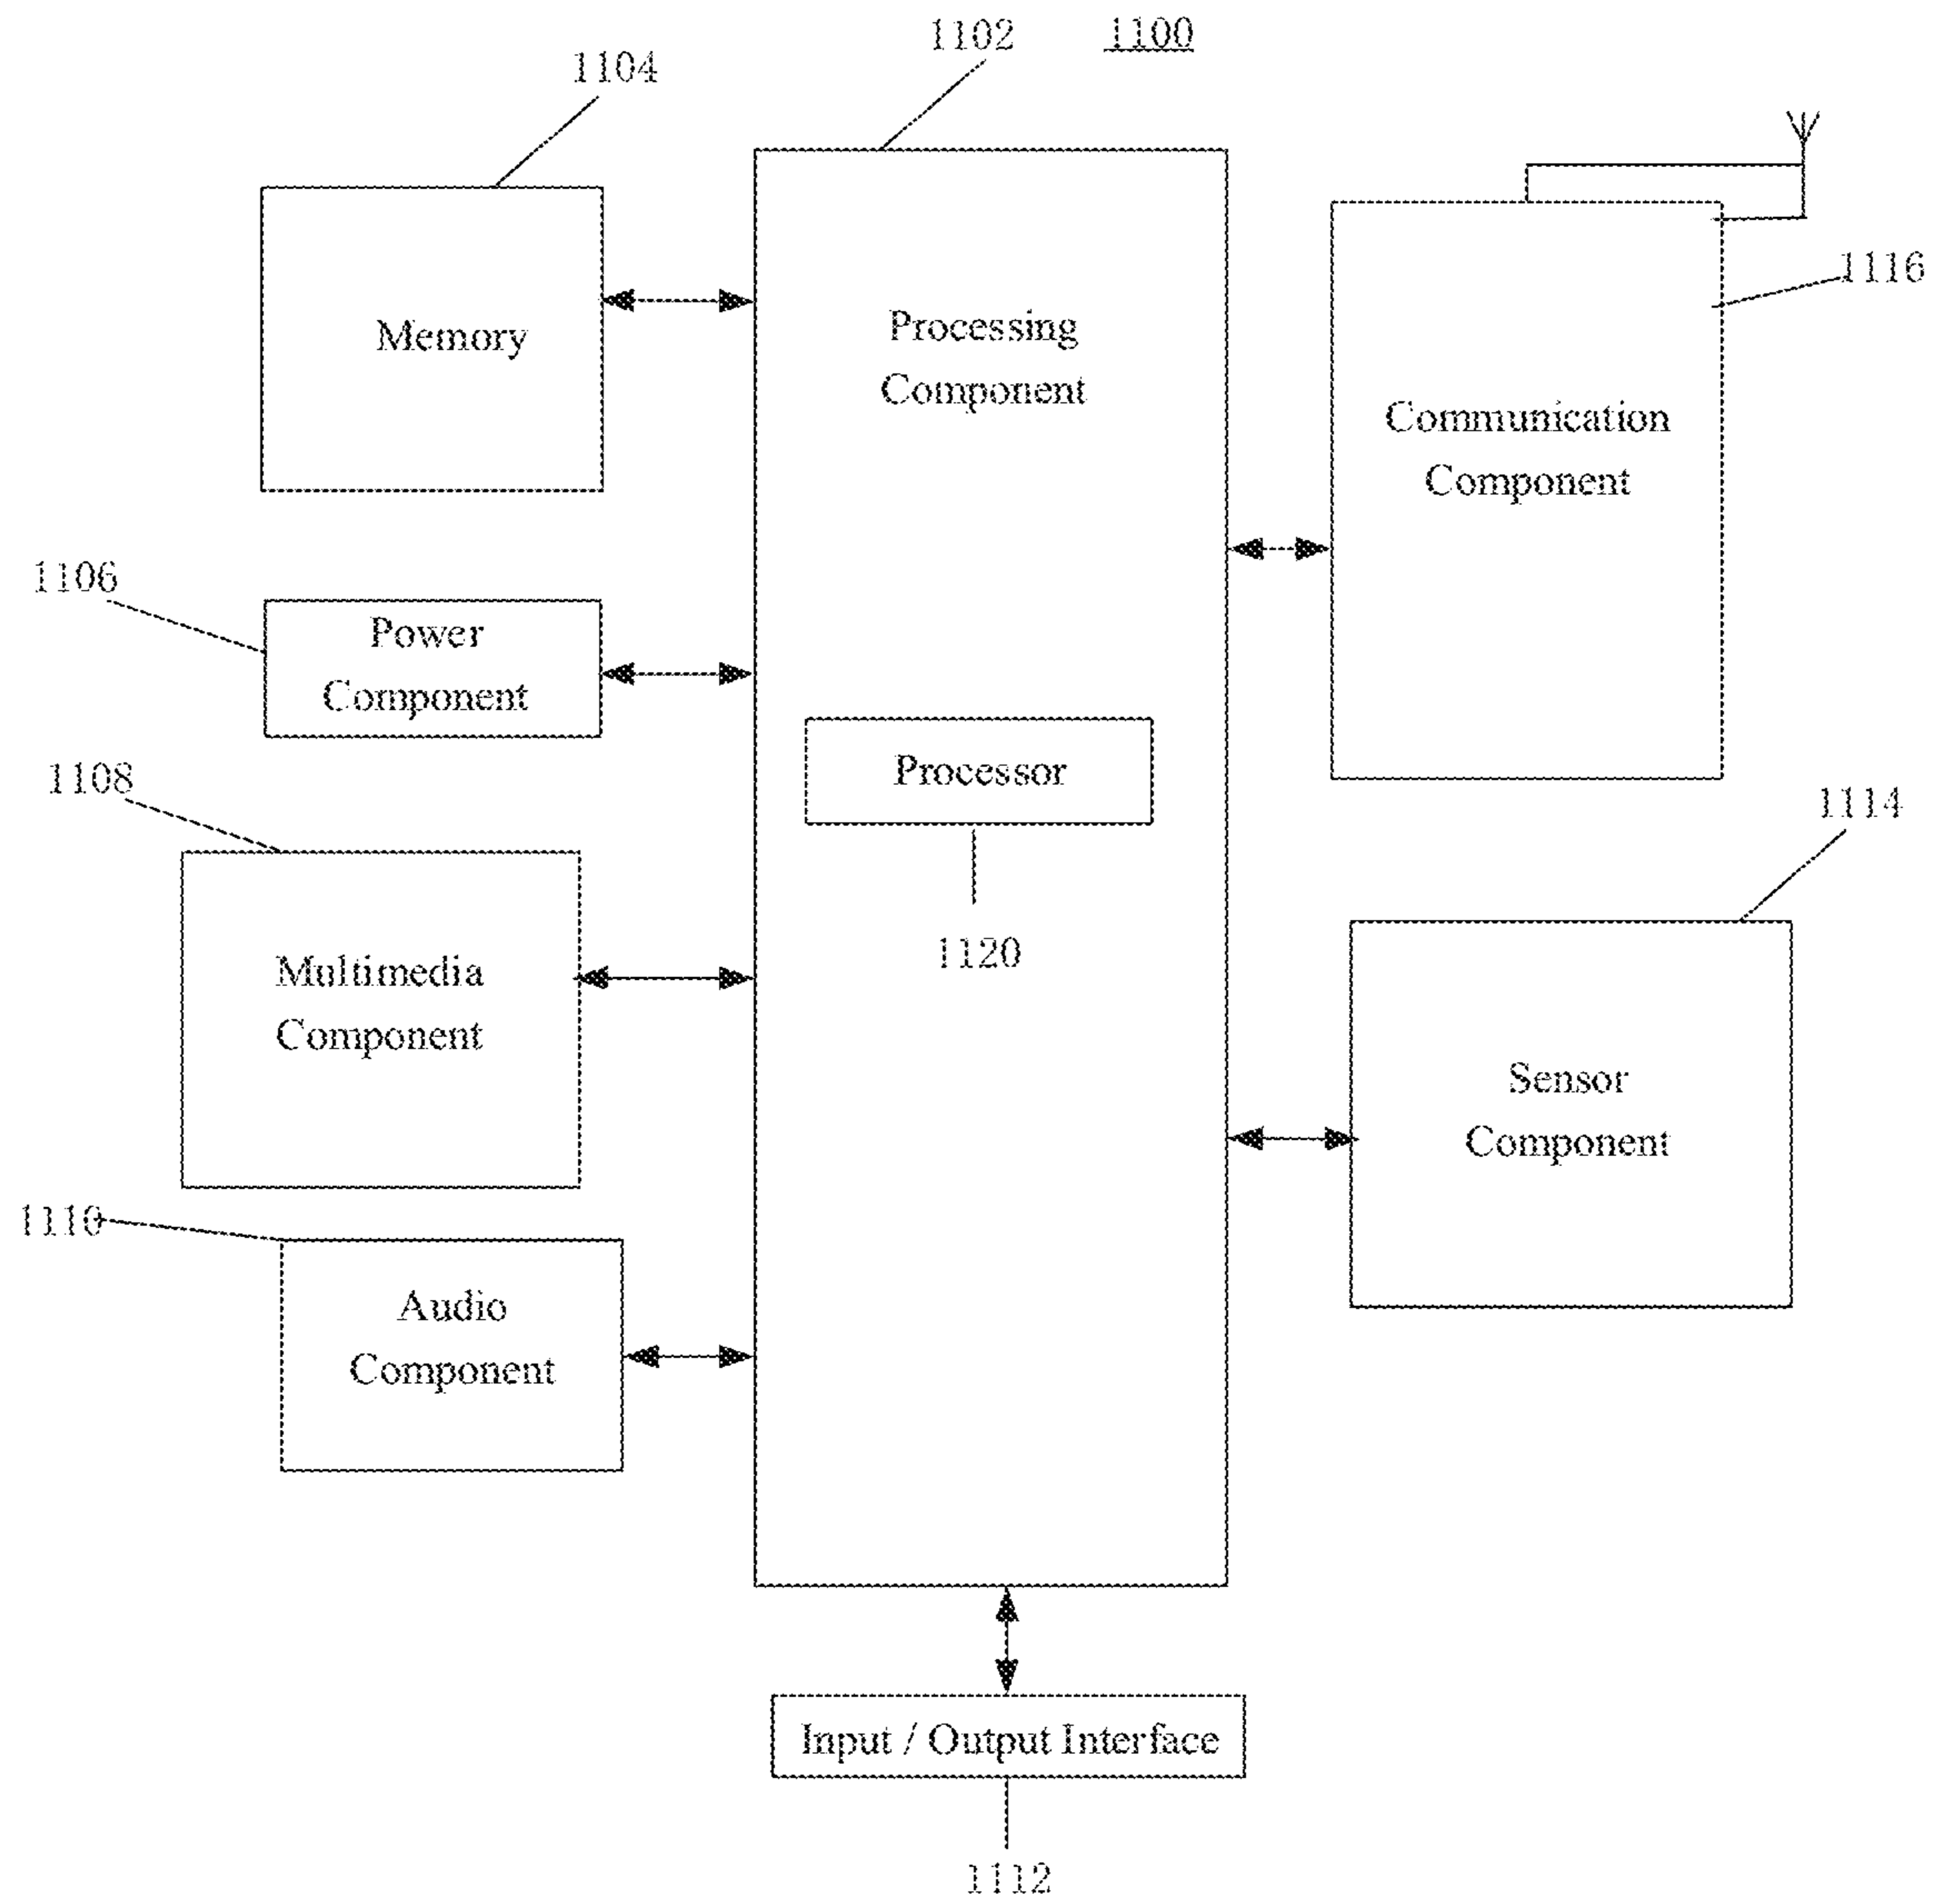 1102
1100
1104
Memory
Processing
Component
1116
Communication
Component
1106
Power
Component
Processor
1108
1114
1120
Multimedia
Component
Sensor
Component
1110
Audio
Component
Input / Output Interface
1112